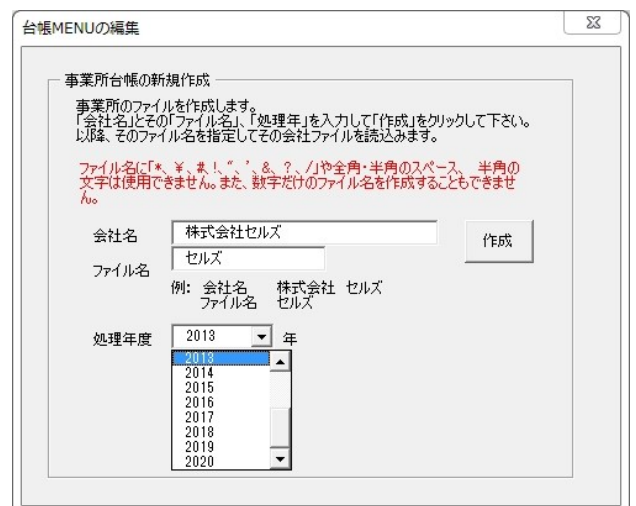 台帳MENUの編集
事業所台帳の新規作成
事業所のファイルを作成します。
「会社名」とその「ファイル名」、「処理年」を入力して「作成」をクリックして下さい。
以降、そのファイル名を指定してその会社ファイルを読込みます。
ファイル名に「*、¥、#、!、“、’、&、?、/」や全角・半角のスペース、 半角の
文字は使用できません。また、数字だけのファイル名を作成することもできませ
ん。
会社名 株式会社セルズ 作成
ファイル名 セルズ
例: 会社名 株式会社 セルズ
ファイル名 セルズ
処理年度 2013 年
2013
2014
2015
2016
2017
2018
2019
2020